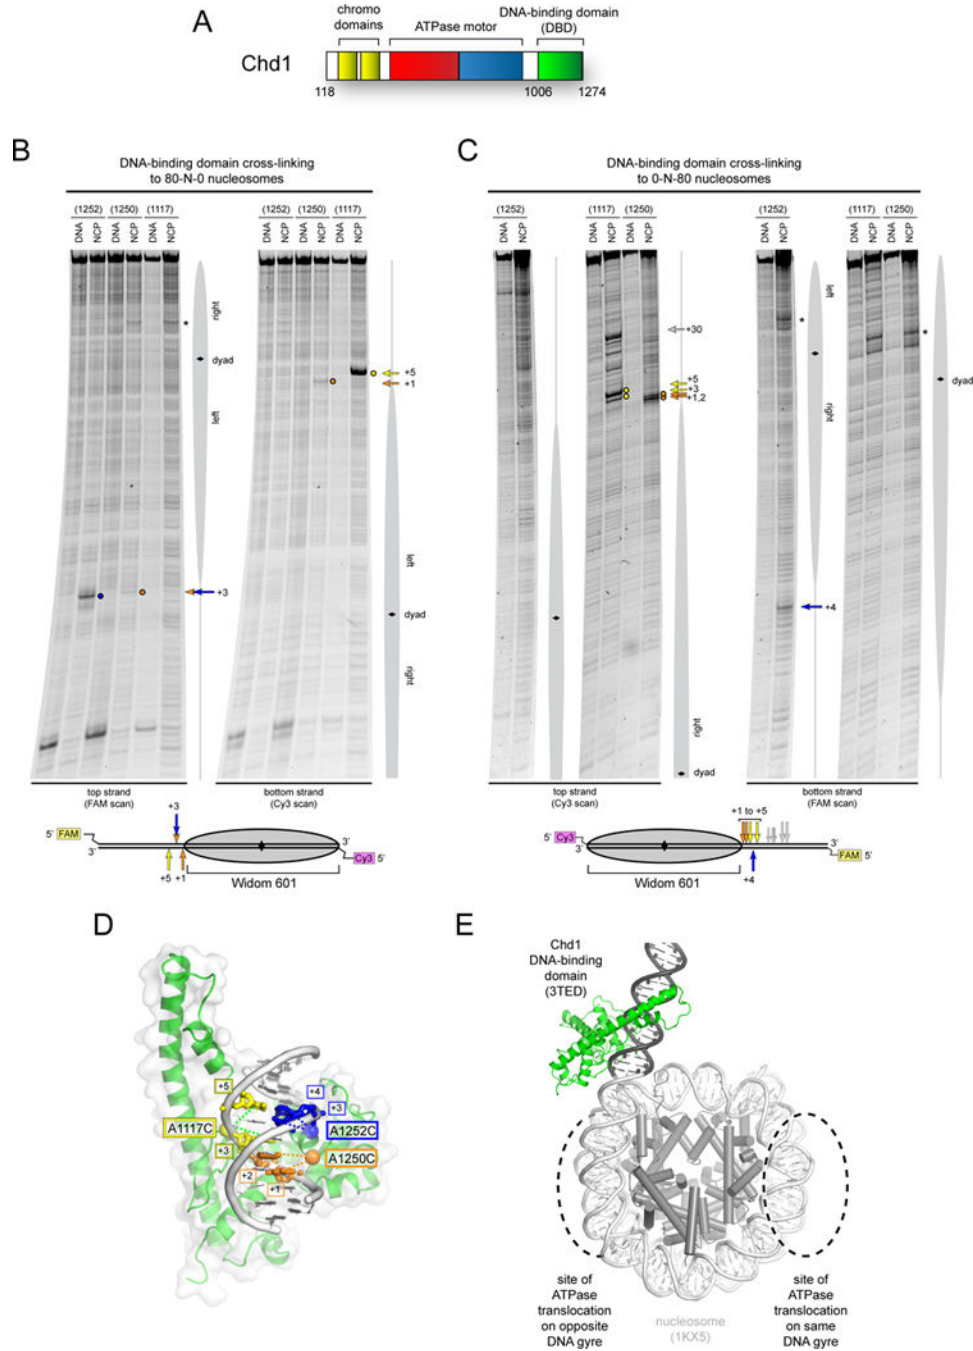 A
chromo
domains
ATPase motor
DNA-binding domain
(DBD)
Chd1
118
1006
1274
B
DNA-binding domain cross-linking
to 80-N-0 nucleosomes
(1252) (1250) (1117)
DNA NCP DNA NCP DNA NCP
(1252) (1250) (1117)
DNA NCP DNA NCP DNA NCP
right
*
dyad
left
+5
+1
+3
left
dyad
right
top strand
(FAM scan)
bottom strand
(Cy3 scan)
+3
5' FAM
3'
3'
Cy3 5'
+5
+1
Widom 601
C
DNA-binding domain cross-linking
to 0-N-80 nucleosomes
(1252)
DNA NCP
(1117) (1250)
DNA NCP DNA NCP
(1252)
DNA NCP
(1117) (1250)
DNA NCP DNA NCP
+30
+5
+3
+1,2
right
dyad
left
*
right
+4
*
dyad
top strand
(Cy3 scan)
bottom strand
(FAM scan)
+1 to +5
5' Cy3
3'
3'
FAM 5'
+4
Widom 601
D
+5
+4
+3
A1117C
A1252C
+3
A1250C
+2
+1
E
Chd1
DNA-binding
domain
(3TED)
site of
ATPase
translocation
on opposite
DNA gyre
nucleosome
(1KX5)
site of
ATPase
translocation
on same
DNA gyre